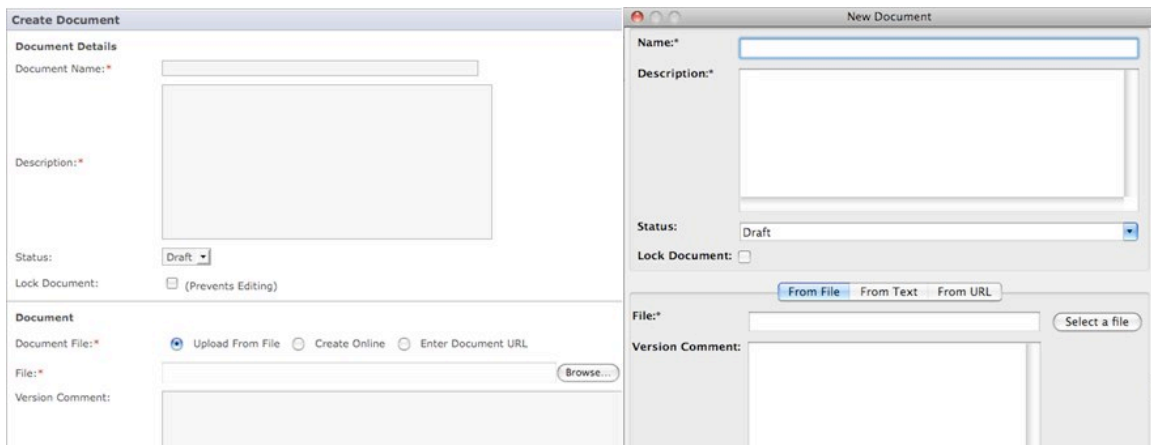 Create Document
Document Details
Document Name:*
Description:*
Status:
Draft
Lock Document:
(Prevents Editing)
Document
Document File:*
Upload From File
Create Online
Enter Document URL
File:*
Browse...
Version Comment:
New Document
Name:*
Description:*
Status:
Draft
Lock Document:
From File
From Text
From URL
File:*
Select a file
Version Comment: